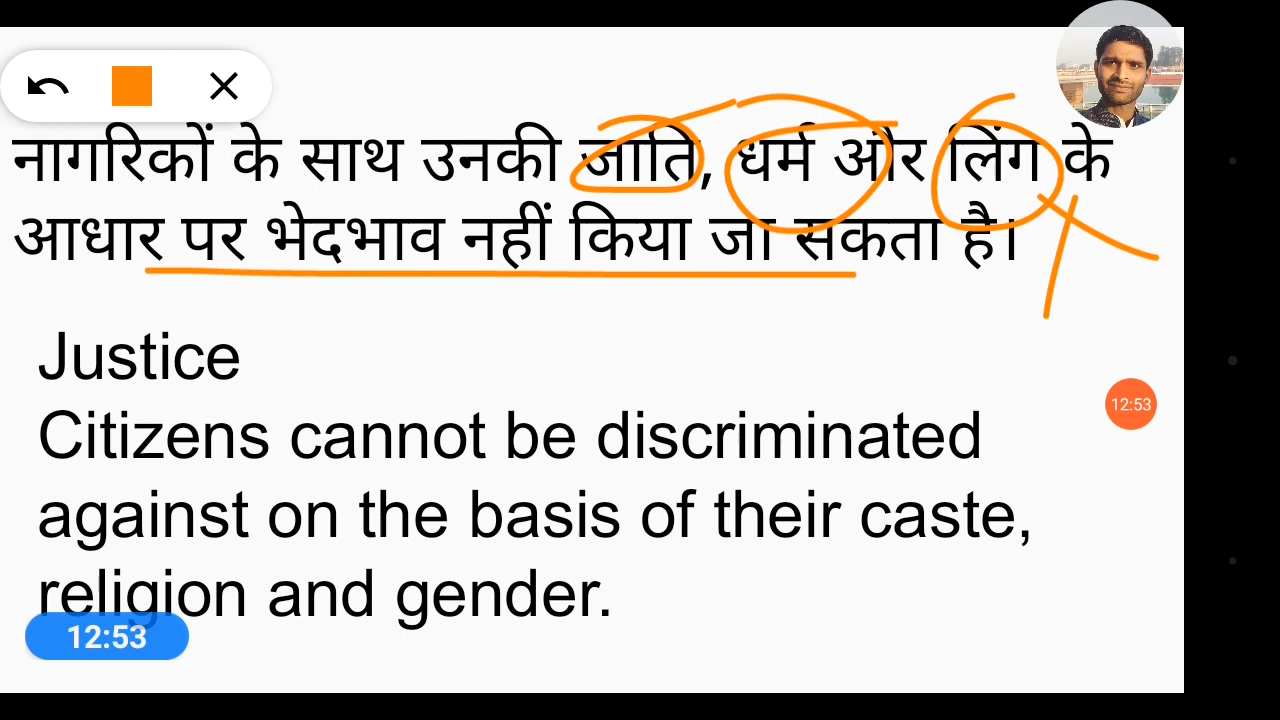 नागरिकों के साथ उनकी जाति, धर्म और लिंग के
आधार पर भेदभाव नहीं किया जा सकता है।
Justice
Citizens cannot be discriminated
against on the basis of their caste,
religion and gender.
12:53
12:53